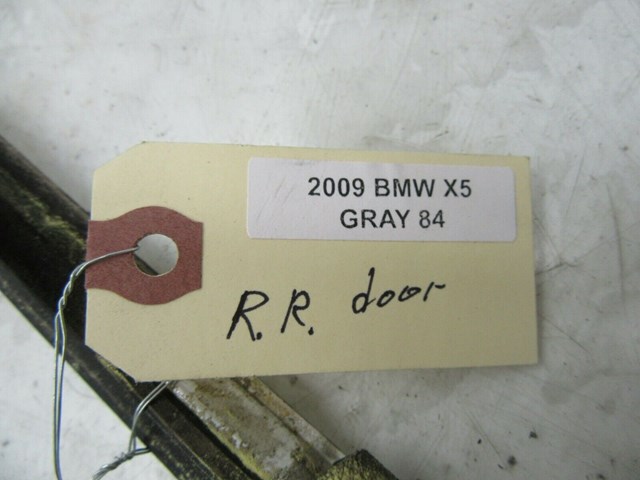 2009 BMW X5
GRAY 84
R.R. door